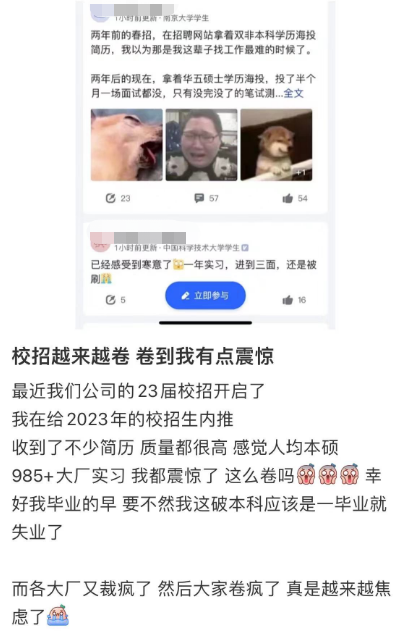 1小时前更新·南京大学学生
两年前的春招，在招聘网站拿着双非本科学历海投
简历，我以为那是我这辈子找工作最难的时候了。
两年后的现在，拿着华五硕士学历海投，投了半个
月一场面试都没，只有没完没了的笔试测...全文
+1
23
57
54
1小时前更新·中国科学技术大学学生
已经感受到寒意了😿一年实习，进到三面，还是被
刷😭
5
立即参与
16
校招越来越卷 卷到我有点震惊
最近我们公司的23届校招开启了
我在给2023年的校招生内推
收到了不少简历 质量都很高 感觉人均本硕
985+大厂实习 我都震惊了 这么卷吗😱😱😱 幸
好我毕业的早 要不然我这破本科应该是一毕业就
失业了
而各大厂又裁疯了 然后大家卷疯了 真是越来越焦
虑了